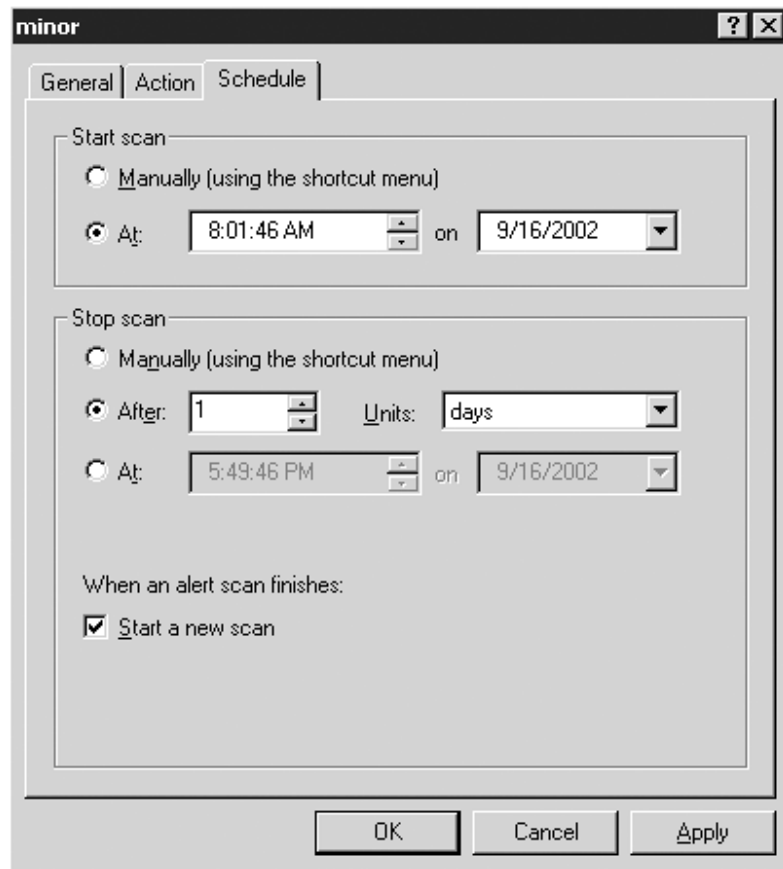 minor
General Action Schedule
Start scan
Manually (using the shortcut menu)
At: 8:01:46 AM on 9/16/2002
Stop scan
Manually (using the shortcut menu)
After: 1 Units: days
At: 5:49:46 PM on 9/16/2002
When an alert scan finishes:
Start a new scan
OK Cancel Apply